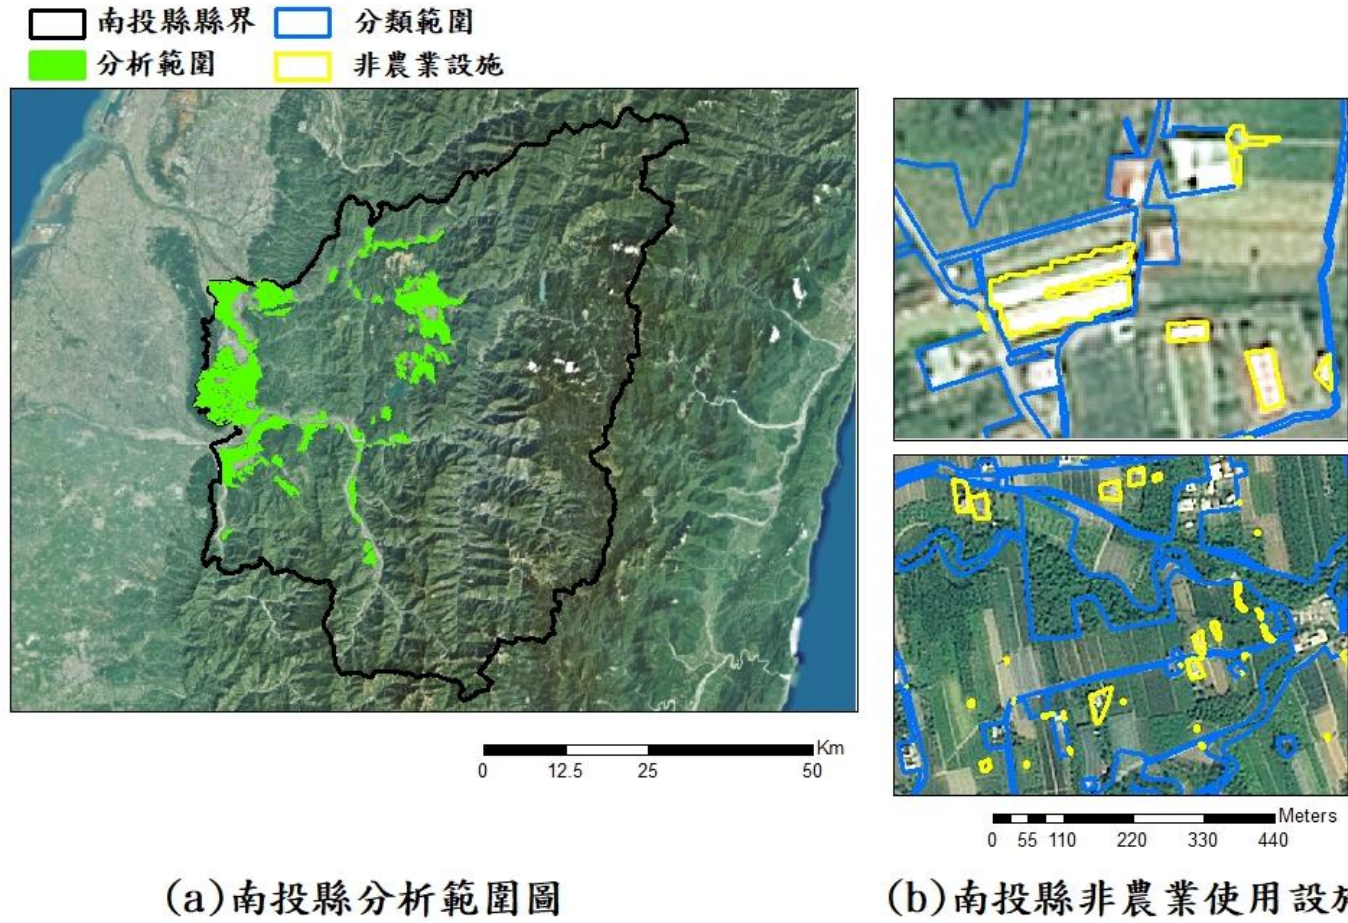 南投縣縣界 分類範圍
分析範圍 非農業設施
Km
0 12.5 25 50
Meters
0 55 110 220 330 440
(a)南投縣分析範圍圖
(b)南投縣非農業使用設施